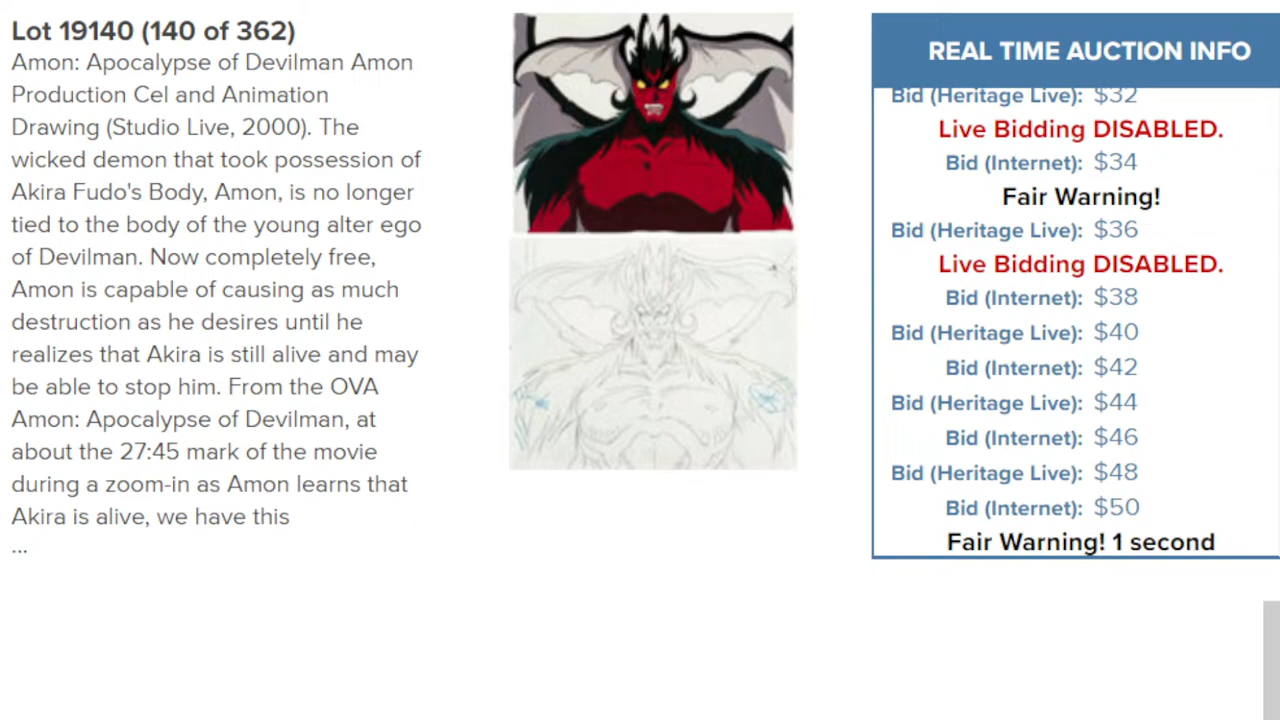 Lot 19140 (140 of 362)
Amon: Apocalypse of Devilman Amon
Production Cel and Animation
Drawing (Studio Live, 2000). The
wicked demon that took possession of
Akira Fudo's Body, Amon, is no longer
tied to the body of the young alter ego
of Devilman. Now completely free,
Amon is capable of causing as much
destruction as he desires until he
realizes that Akira is still alive and may
be able to stop him. From the OVA
Amon: Apocalypse of Devilman, at
about the 27:45 mark of the movie
during a zoom-in as Amon learns that
Akira is alive, we have this
...
REAL TIME AUCTION INFO
Bid (Heritage Live): $32
Live Bidding DISABLED.
Bid (Internet): $34
Fair Warning!
Bid (Heritage Live): $36
Live Bidding DISABLED.
Bid (Internet): $38
Bid (Heritage Live): $40
Bid (Internet): $42
Bid (Heritage Live): $44
Bid (Internet): $46
Bid (Heritage Live): $48
Bid (Internet): $50
Fair Warning! 1 second